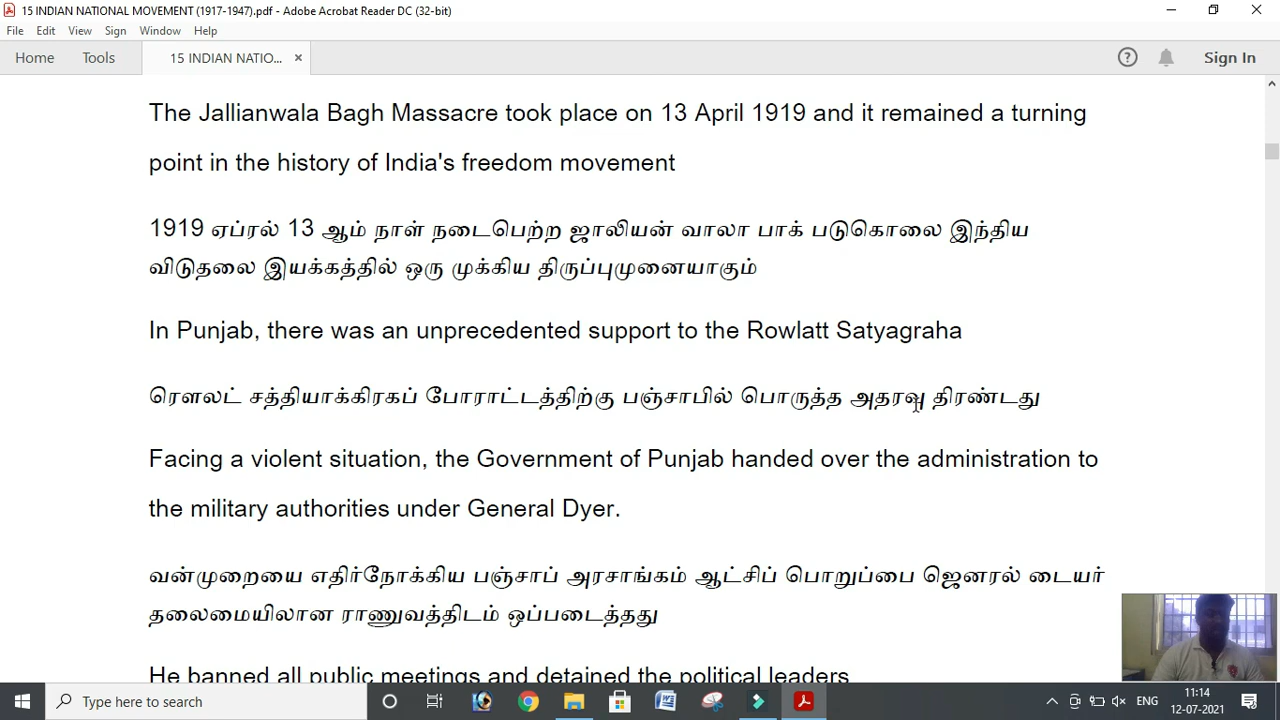 15 INDIAN NATIONAL MOVEMENT (1917-1947).pdf - Adobe Acrobat Reader DC (32-bit)
File Edit View Sign Window Help
Home Tools 15 INDIAN NATIO... × Sign In
The Jallianwala Bagh Massacre took place on 13 April 1919 and it remained a turning
point in the history of India's freedom movement
1919 ஏப்ரல் 13 ஆம் நாள் நடைபெற்ற ஜாலியன் வாலா பாக் படுகொலை இந்திய
விடுதலை இயக்கத்தில் ஒரு முக்கிய திருப்புமுனையாகும்
In Punjab, there was an unprecedented support to the Rowlatt Satyagraha
ரௌலட் சத்தியாக்கிரகப் போராட்டத்திற்கு பஞ்சாபில் பொருத்த அதரஷ திரண்டது
Facing a violent situation, the Government of Punjab handed over the administration to
the military authorities under General Dyer.
வன்முறையை எதிர்நோக்கிய பஞ்சாப் அரசாங்கம் ஆட்சிப் பொறுப்பை ஜெனரல் டையர்
தலைமையிலான ராணுவத்திடம் ஒப்படைத்தது
He banned all public meetings and detained the political leaders
Type here to search
ENG
11:14
12-07-2021